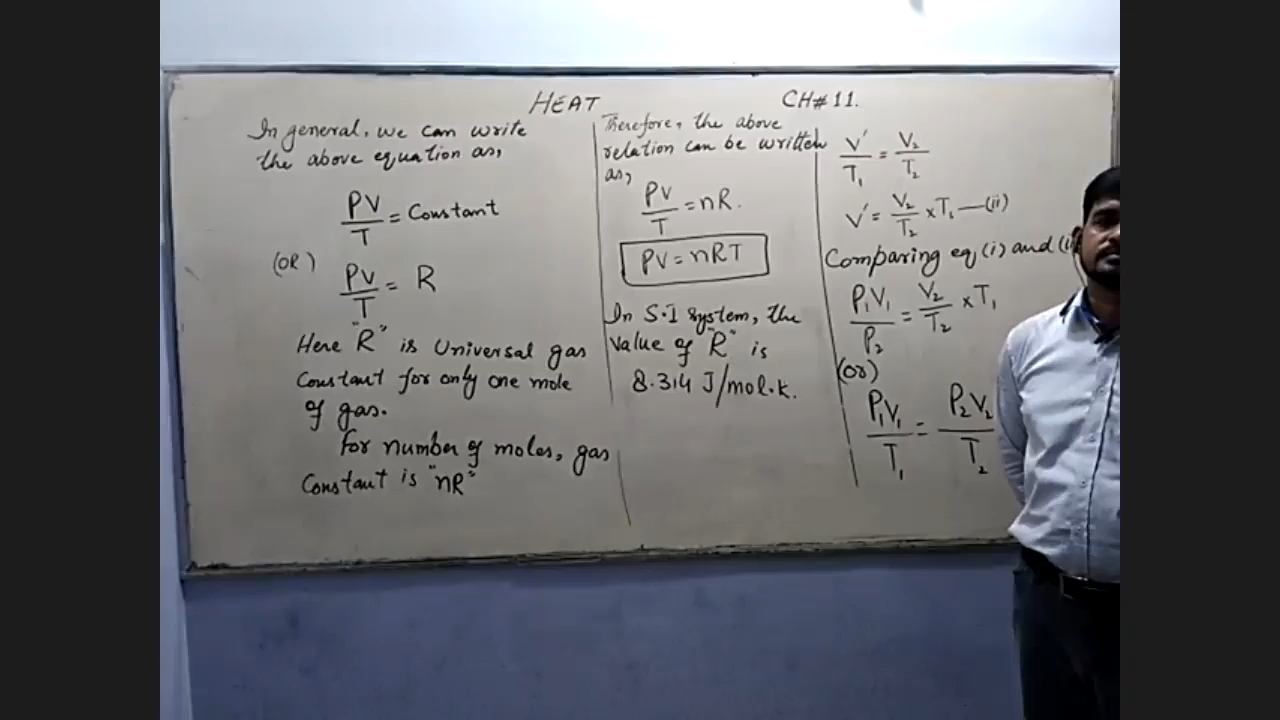 HEAT CH# 11.
In general, we can write
the above equation as,
PV/T = Constant
(OR)
PV/T = R
Here "R" is Universal gas
Constant for only one mole
of gas.
For number of moles, gas
Constant is "nR"
Therefore, the above
relation can be written
as,
PV/T = nR.
PV = nRT
In S.I system, the
value of "R" is
8.314 J/mol.k.
V'/T₁ = V₂/T₂
V' = V₂/T₂ × T₁ — (ii)
Comparing eq (i) and
P₁V₁/P₂ = V₂/T₂ × T₁
(or)
P₁V₁/T₁ = P₂V₂/T₂